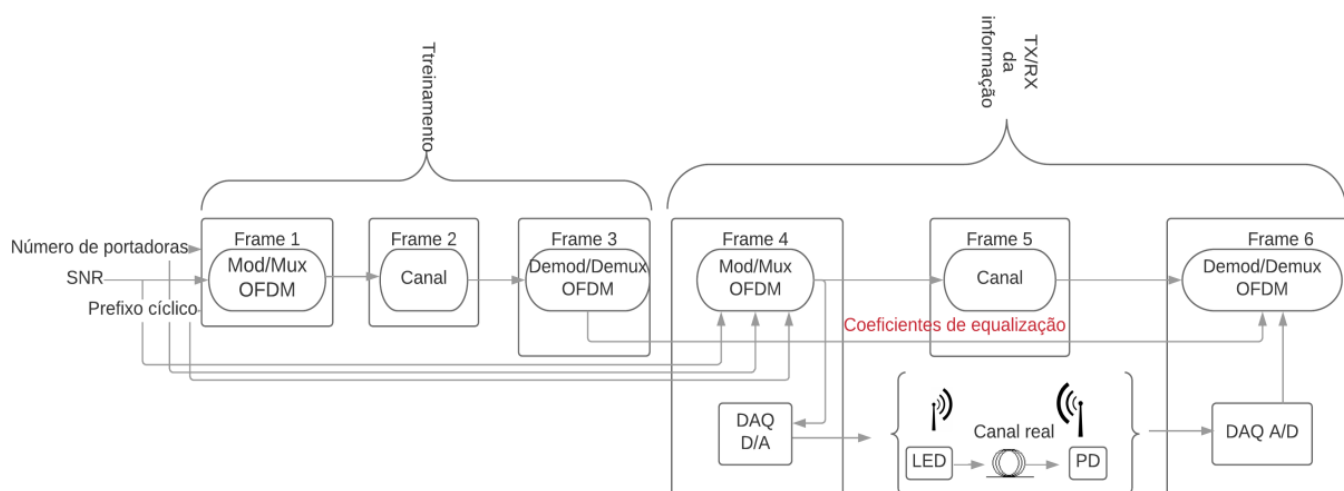 Ttreinamento
TX/RX
da
informação
Número de portadoras
SNR
Prefixo cíclico
Frame 1
Mod/Mux
OFDM
Frame 2
Canal
Frame 3
Demod/Demux
OFDM
Frame 4
Mod/Mux
OFDM
Frame 5
Canal
Frame 6
Demod/Demux
OFDM
Coeficientes de equalização
DAQ
D/A
Canal real
LED
PD
DAQ A/D